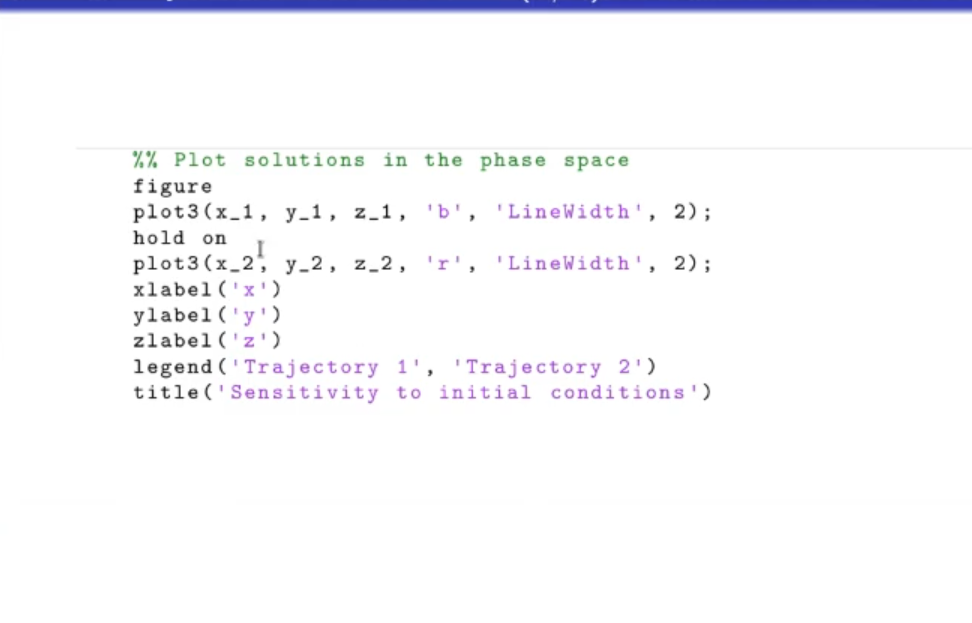 %% Plot solutions in the phase space
figure
plot3(x_1, y_1, z_1, 'b', 'LineWidth', 2);
hold on
plot3(x_2, y_2, z_2, 'r', 'LineWidth', 2);
xlabel('x')
ylabel('y')
zlabel('z')
legend('Trajectory 1', 'Trajectory 2')
title('Sensitivity to initial conditions')